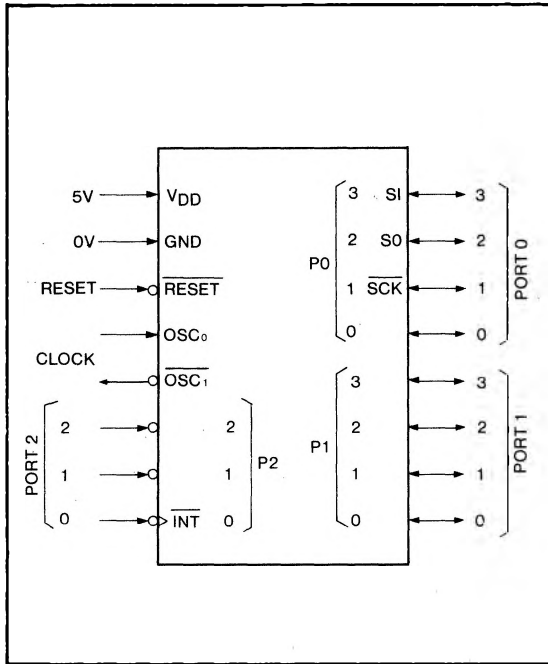 5V VDD 3 SI 3
0V GND P0 2 S0 2 PORT 0
RESET RESET 1 SCK 1
OSC0 0 0
CLOCK OSC1 3 3
PORT 2 2 2 P2 P1 2 2 PORT 1
1 1 1 1
0 INT 0 0 0